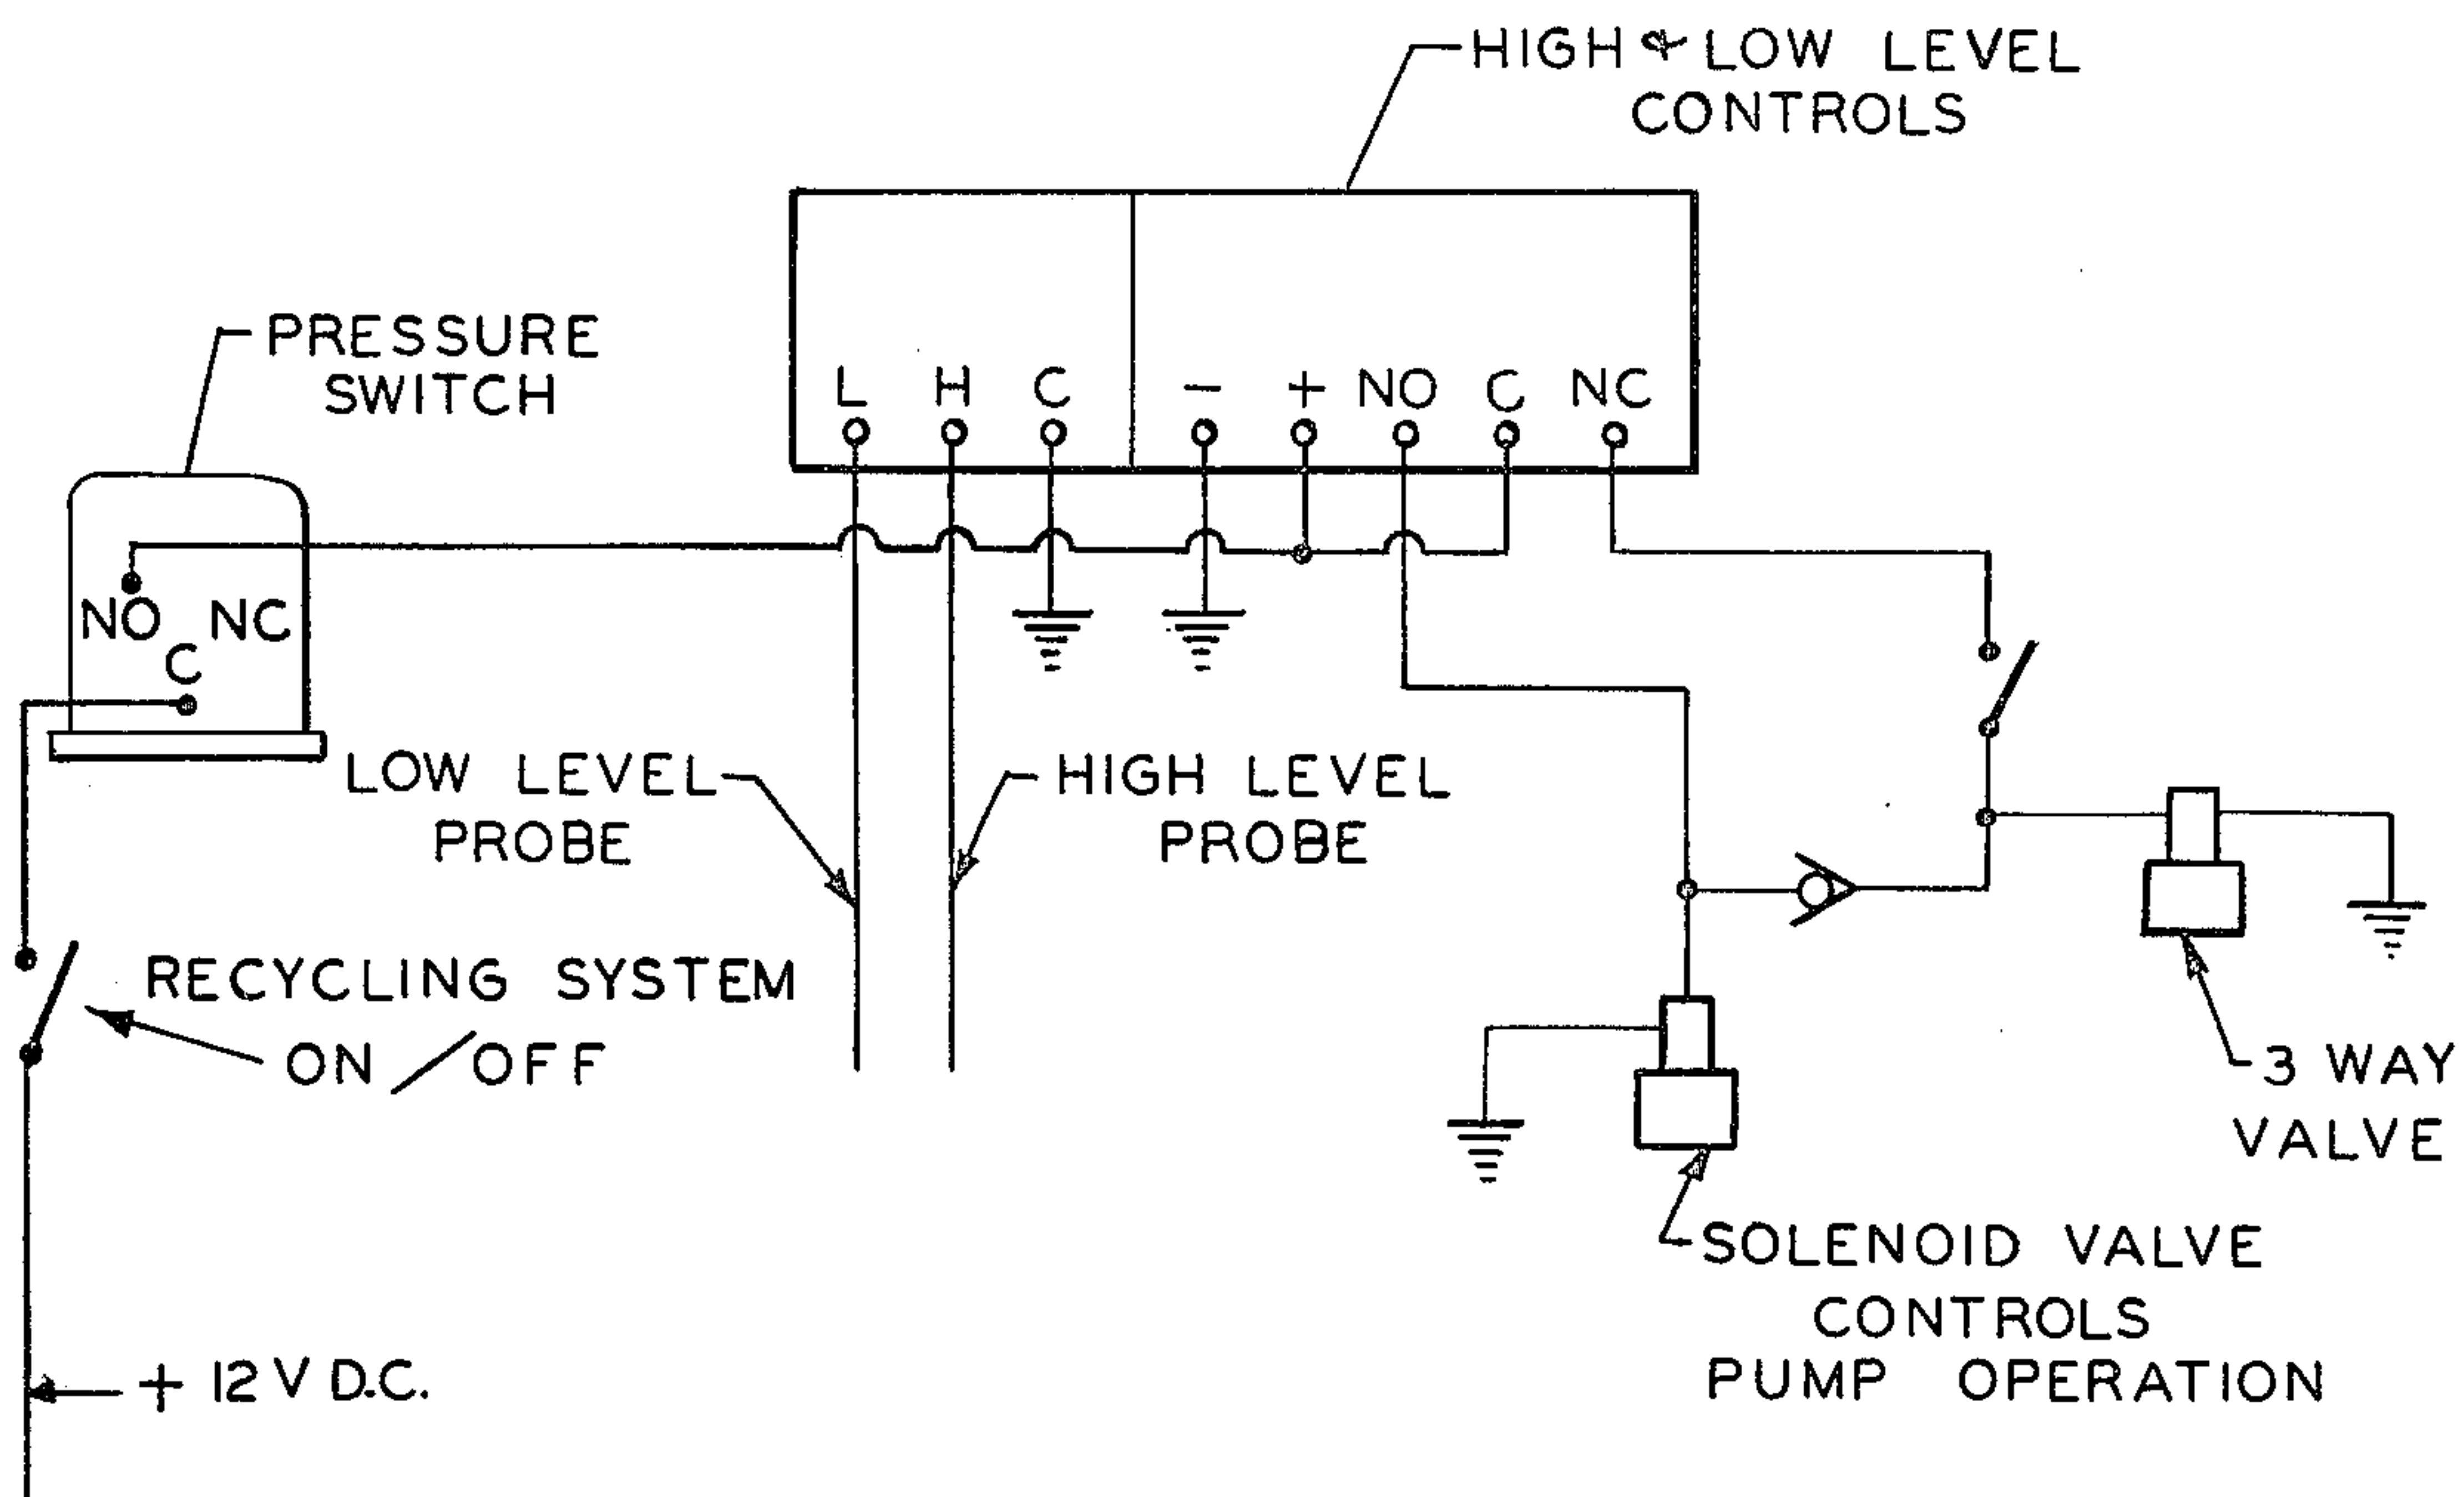 HIGH & LOW LEVEL
CONTROLS
PRESSURE
SWITCH
L H C - + NO C NC
NO NC
C
LOW LEVEL
PROBE
HIGH LEVEL
PROBE
RECYCLING SYSTEM
ON/OFF
3 WAY
VALVE
SOLENOID VALVE
CONTROLS
PUMP OPERATION
+ 12V D.C.